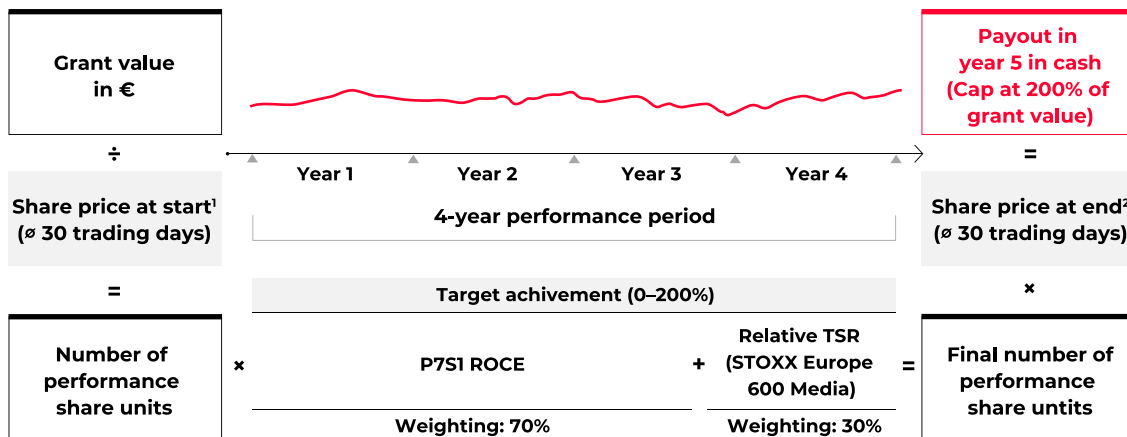 Grant value
in €
Payout in
year 5 in cash
(Cap at 200% of
grant value)
÷
=
Year 1
Year 2
Year 3
Year 4
Share price at start¹
(ø 30 trading days)
4-year performance period
Share price at end²
(ø 30 trading days)
=
×
Target achivement (0–200%)
Number of
performance
share units
×
P7S1 ROCE
+
Relative TSR
(STOXX Europe
600 Media)
=
Final number of
performance
share untits
Weighting: 70%
Weighting: 30%